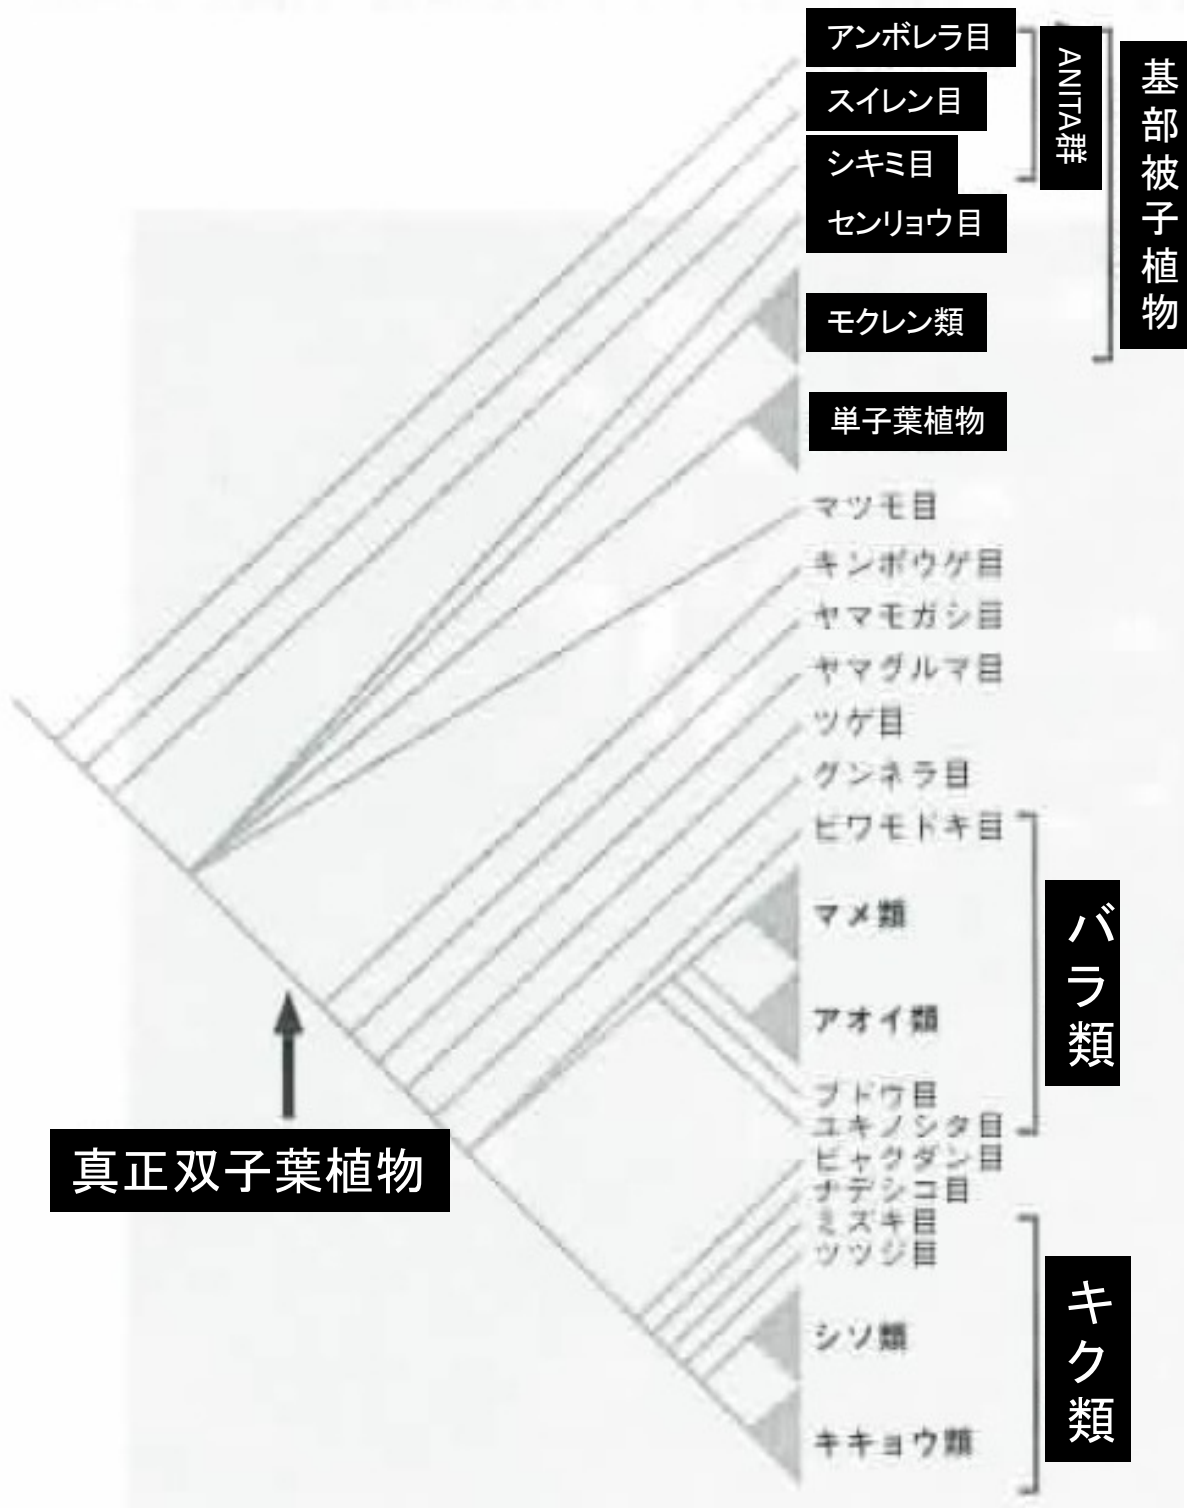 アンボレラ目
スイレン目
シキミ目
センリョウ目
モクレン類
単子葉植物
ANITA群
基部被子植物
マツモ目
キンポウゲ目
ヤマモガシ目
ヤマグルマ目
ツゲ目
グンネラ目
ビワモドキ目
マメ類
アオイ類
ブドウ目
ユキノシタ目
バラ類
ビャクダン目
ナデシコ目
ミズキ目
ツツジ目
シソ類
キキョウ類
キク類
真正双子葉植物